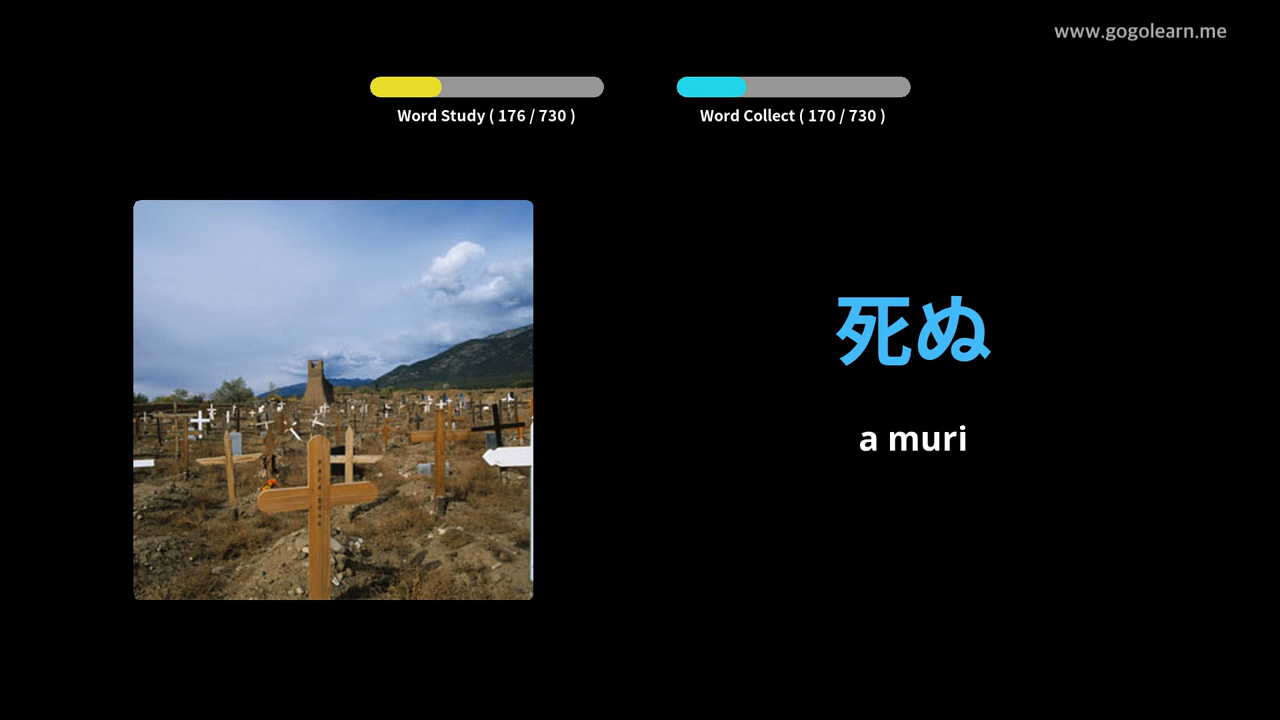 www.gogolearn.me
Word Study ( 176 / 730 )
Word Collect ( 170 / 730 )
死ぬ
a muri